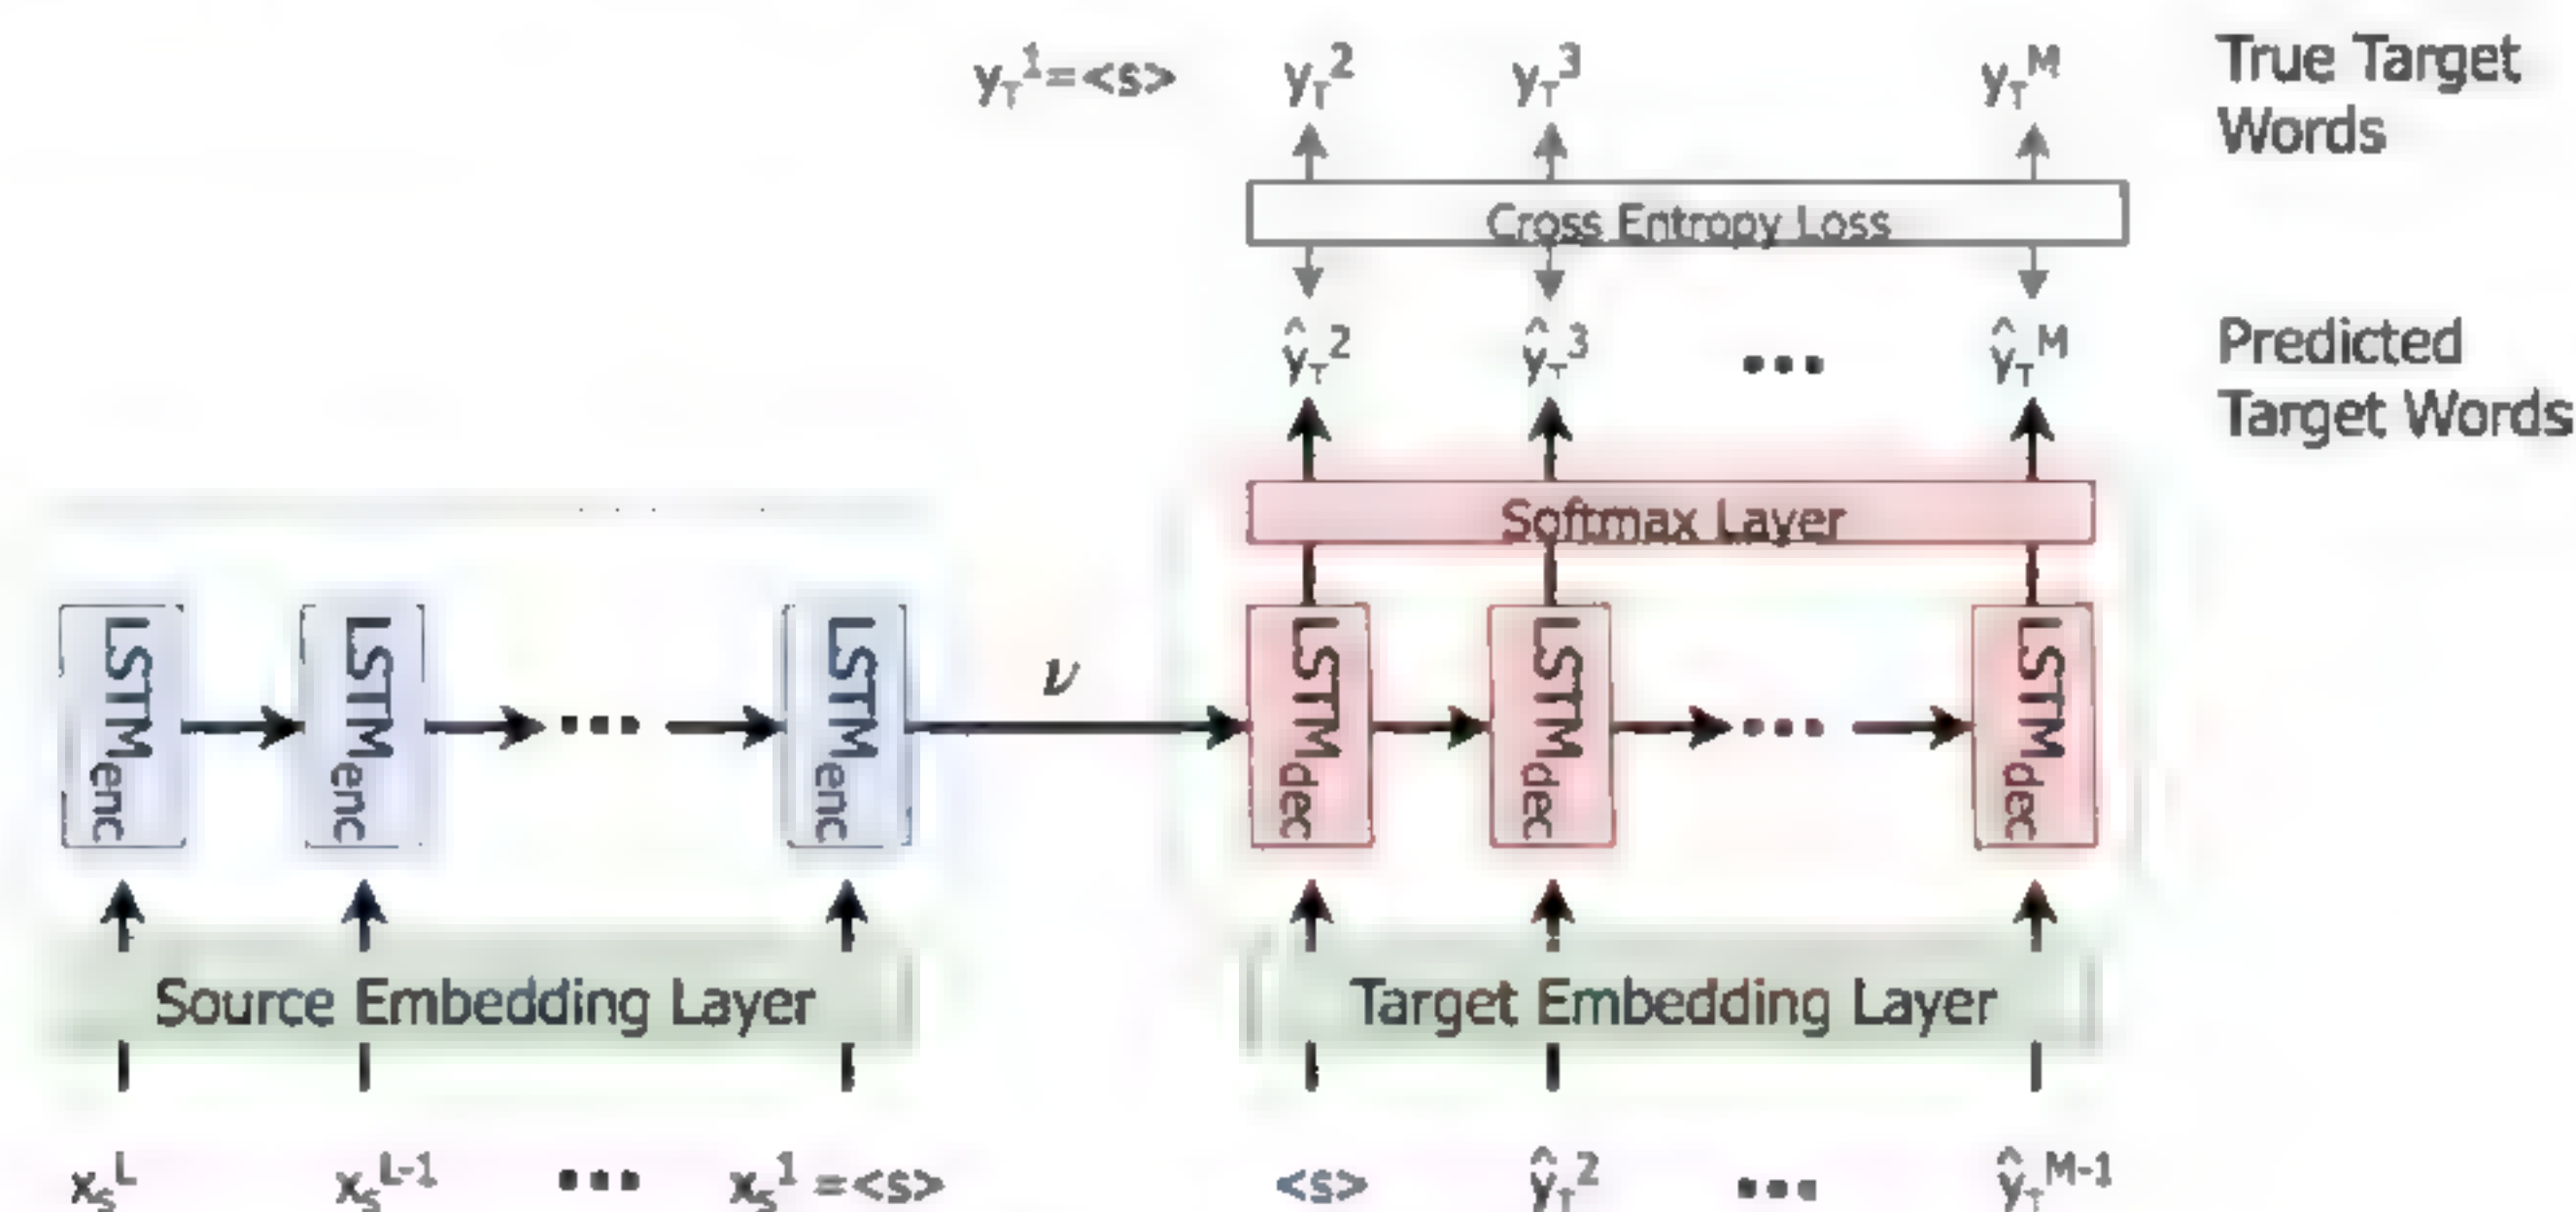 y_T^1=<s> y_T^2 y_T^3 y_T^M
True Target
Words
Cross Entropy Loss
ŷ_T^2 ŷ_T^3 ... ŷ_T^M
Predicted
Target Words
Softmax Layer
LSTM_enc LSTM_enc ... LSTM_enc
ν
LSTM_dec LSTM_dec ... LSTM_dec
Source Embedding Layer
Target Embedding Layer
x_S^L x_S^L-1 ... x_S^1 =<s>
<s> ŷ_T^2 ... ŷ_T^M-1